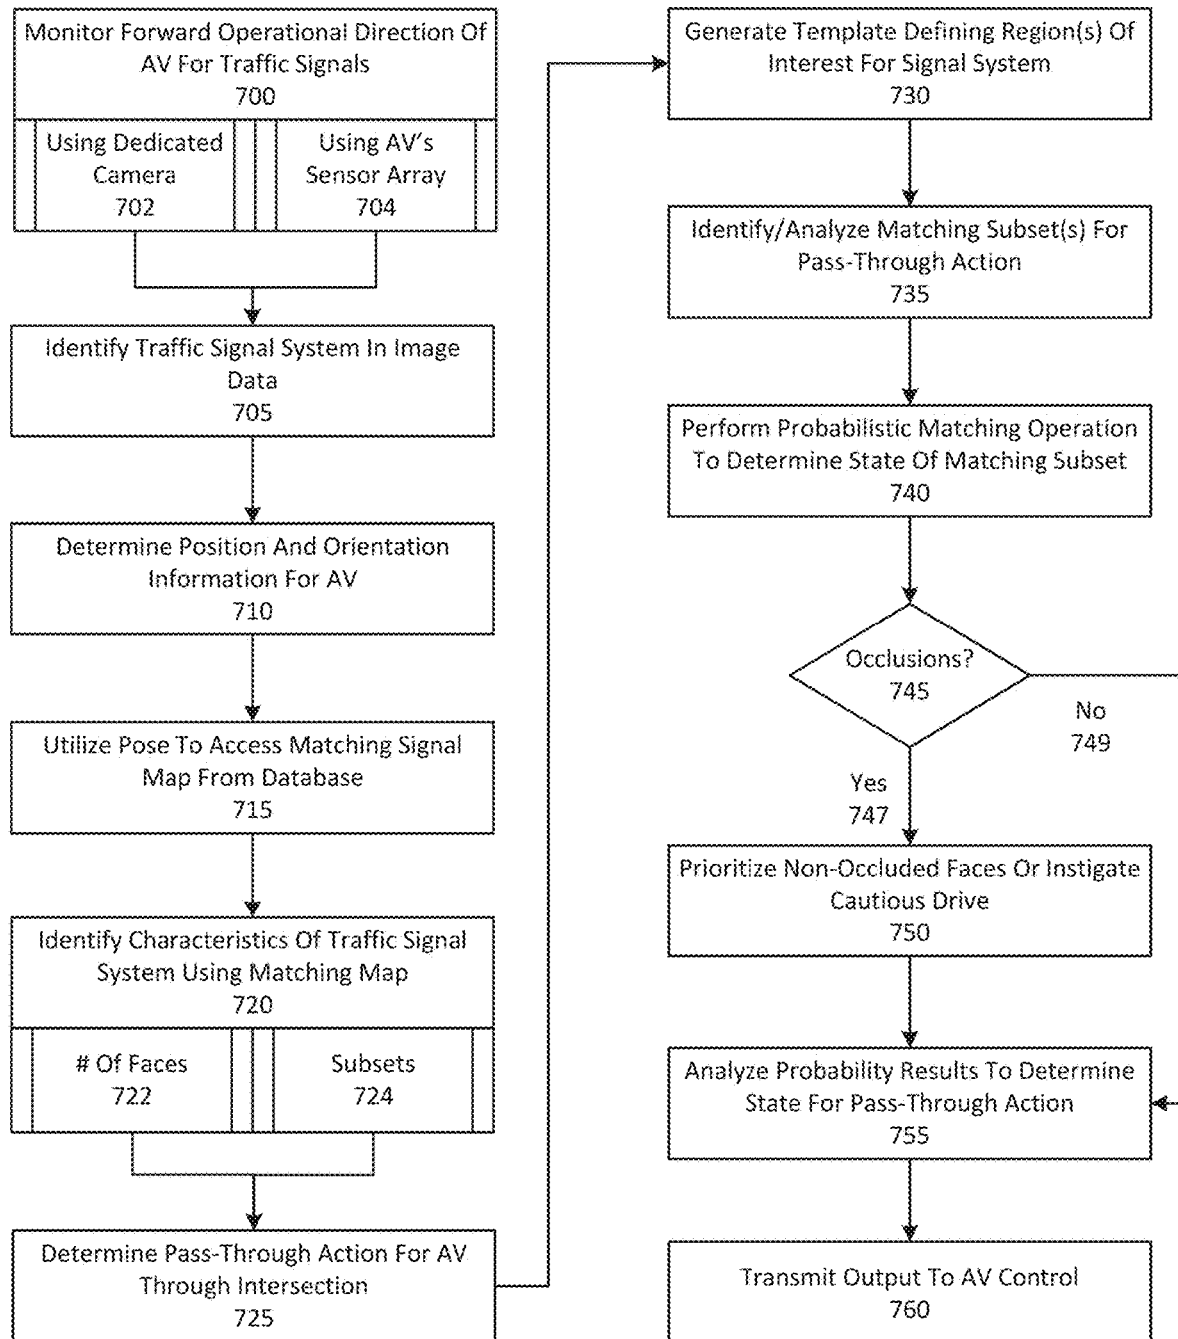 Monitor Forward Operational Direction Of
AV For Traffic Signals
700
Using Dedicated
Camera
702
Using AV's
Sensor Array
704
Identify Traffic Signal System In Image
Data
705
Determine Position And Orientation
Information For AV
710
Utilize Pose To Access Matching Signal
Map From Database
715
Identify Characteristics Of Traffic Signal
System Using Matching Map
720
# Of Faces
722
Subsets
724
Determine Pass-Through Action For AV
Through Intersection
725
Generate Template Defining Region(s) Of
Interest For Signal System
730
Identify/Analyze Matching Subset(s) For
Pass-Through Action
735
Perform Probabilistic Matching Operation
To Determine State Of Matching Subset
740
Occlusions?
745
No
749
Yes
747
Prioritize Non-Occluded Faces Or Instigate
Cautious Drive
750
Analyze Probability Results To Determine
State For Pass-Through Action
755
Transmit Output To AV Control
760